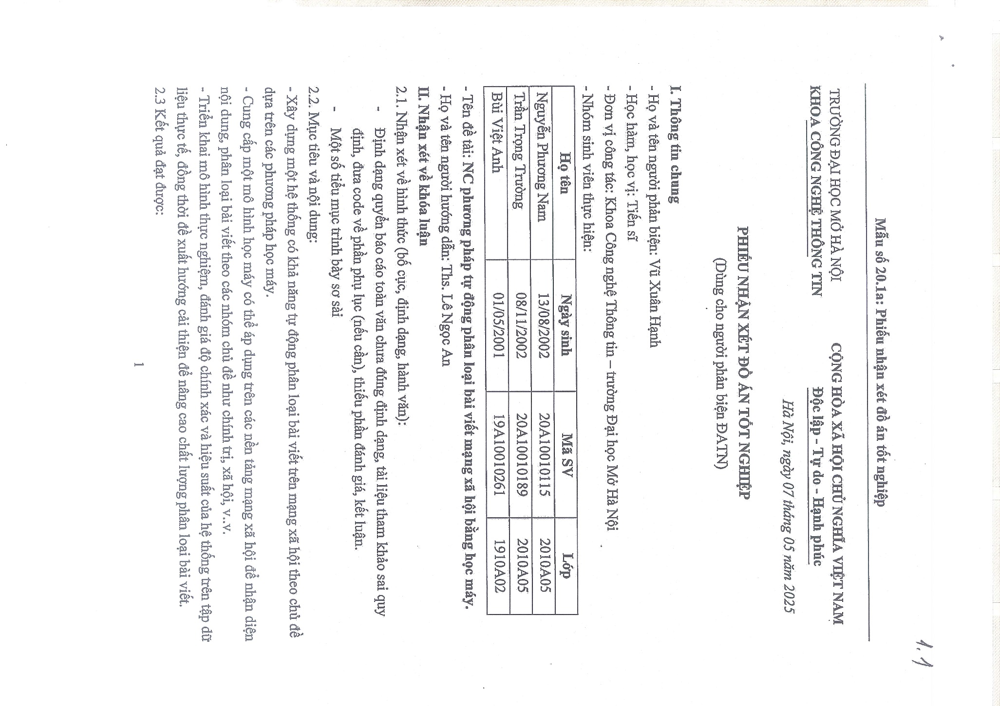 1.1
Mẫu số 20.1a: Phiếu nhận xét đồ án tốt nghiệp
TRƯỜNG ĐẠI HỌC MỞ HÀ NỘI
KHOA CÔNG NGHỆ THÔNG TIN
CỘNG HÒA XÃ HỘI CHỦ NGHĨA VIỆT NAM
Độc lập - Tự do - Hạnh phúc
Hà Nội, ngày 07 tháng 05 năm 2025
PHIẾU NHẬN XÉT ĐỒ ÁN TỐT NGHIỆP
(Dùng cho người phản biện ĐATN)
I. Thông tin chung
- Họ và tên người phản biện: Vũ Xuân Hạnh
- Học hàm, học vị: Tiến sĩ
- Đơn vị công tác: Khoa Công nghệ Thông tin – trường Đại học Mở Hà Nội
- Nhóm sinh viên thực hiện:
Họ tên Ngày sinh Mã SV Lớp
Nguyễn Phương Nam 13/08/2002 20A10010115 2010A05
Trần Trọng Trường 08/11/2002 20A10010189 2010A05
Bùi Việt Anh 01/05/2001 19A10010261 1910A02
- Tên đề tài: NC phương pháp tự động phân loại bài viết mạng xã hội bằng học máy.
- Họ và tên người hướng dẫn: Ths. Lê Ngọc An
II. Nhận xét về khóa luận
2.1. Nhận xét về hình thức (bố cục, định dạng, hành văn):
- Định dạng quyển báo cáo toàn văn chưa đúng định dạng, tài liệu tham khảo sai quy
định, đưa code về phần phụ lục (nếu cần), thiếu phần đánh giá, kết luận.
- Một số tiểu mục trình bày sơ sài
2.2. Mục tiêu và nội dung:
- Xây dựng một hệ thống có khả năng tự động phân loại bài viết trên mạng xã hội theo chủ đề
dựa trên các phương pháp học máy.
- Cung cấp một mô hình học máy có thể áp dụng trên các nền tảng mạng xã hội để nhận diện
nội dung, phân loại bài viết theo các nhóm chủ đề như chính trị, xã hội, v..v.
- Triển khai mô hình thực nghiệm, đánh giá độ chính xác và hiệu suất của hệ thống trên tập dữ
liệu thực tế, đồng thời đề xuất hướng cải thiện để nâng cao chất lượng phân loại bài viết.
2.3 Kết quả đạt được:
1